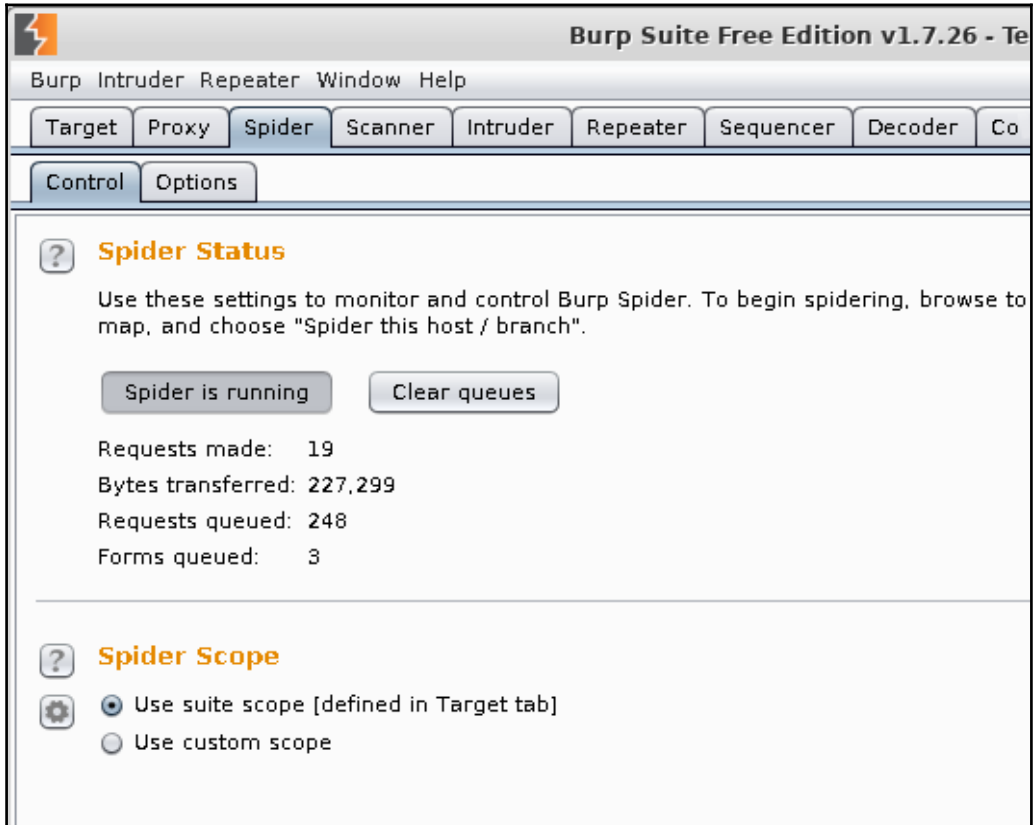 Burp Suite Free Edition v1.7.26 - Te
Burp Intruder Repeater Window Help
Target Proxy Spider Scanner Intruder Repeater Sequencer Decoder Co
Control Options
? Spider Status
Use these settings to monitor and control Burp Spider. To begin spidering, browse to
map, and choose "Spider this host / branch".
Spider is running Clear queues
Requests made: 19
Bytes transferred: 227,299
Requests queued: 248
Forms queued: 3
? Spider Scope
Use suite scope [defined in Target tab]
Use custom scope